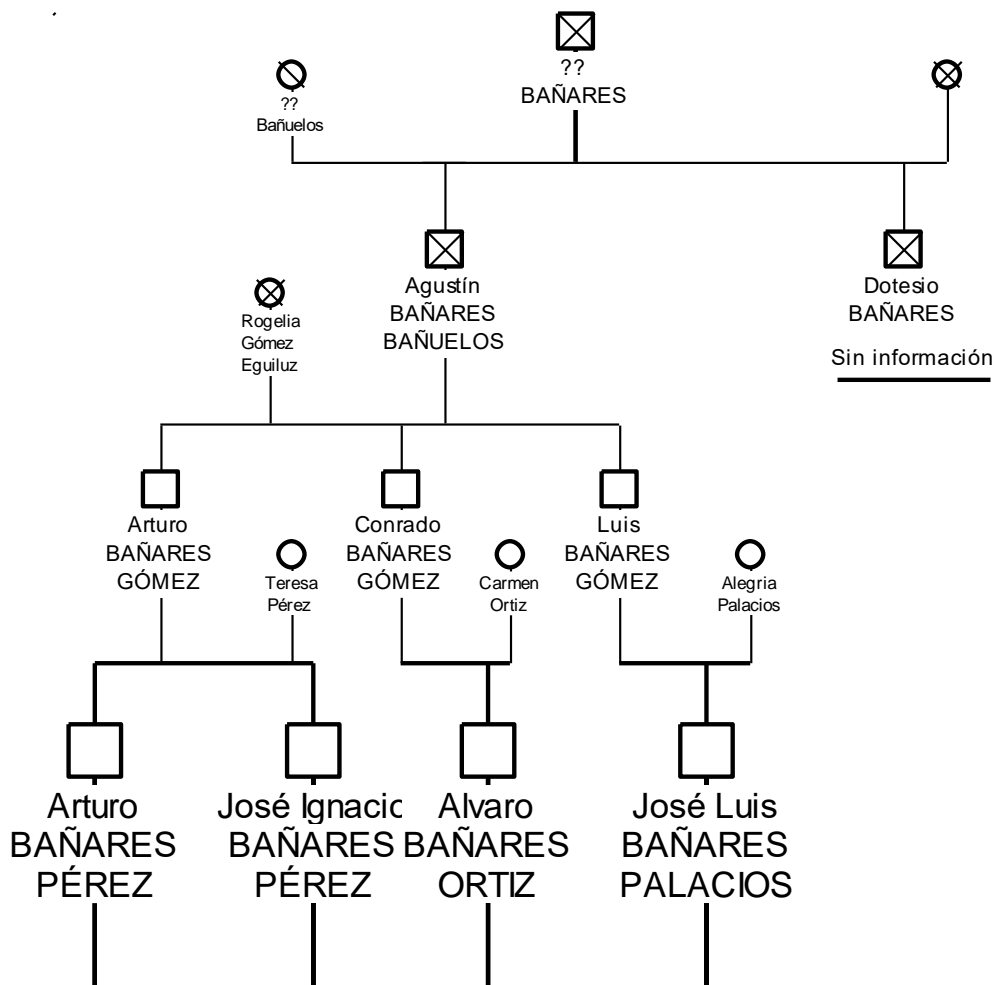 ??
BAÑARES
??
Bañuelos
Agustín
BAÑARES
BAÑUELOS
Dotesio
BAÑARES
Sin información
Rogelia
Gómez
Eguiluz
Arturo
BAÑARES
GÓMEZ
Teresa
Pérez
Conrado
BAÑARES
GÓMEZ
Carmen
Ortiz
Luis
BAÑARES
GÓMEZ
Alegria
Palacios
Arturo
BAÑARES
PÉREZ
José Ignacio
BAÑARES
PÉREZ
Alvaro
BAÑARES
ORTIZ
José Luis
BAÑARES
PALACIOS